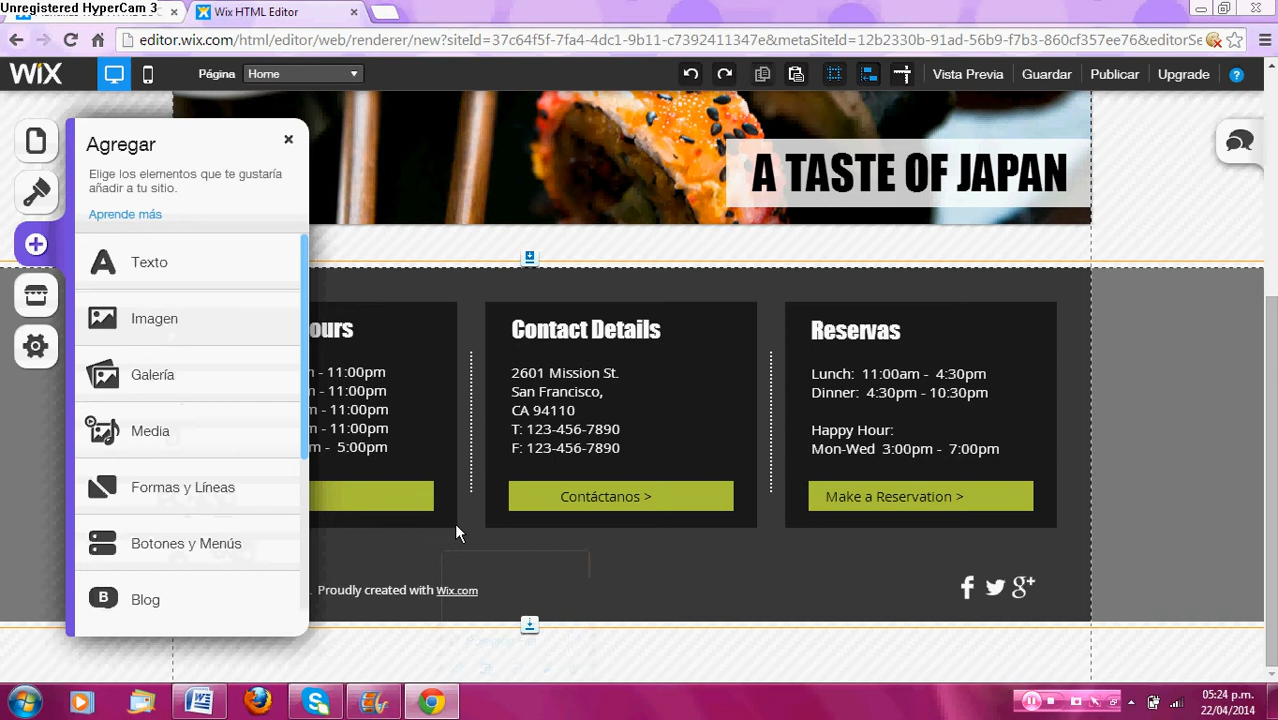 Unregistered HyperCam 3
Wix HTML Editor
editor.wix.com/html/editor/web/renderer/new?siteId=37c64f5f-7fa4-4dc1-9b11-c7392411347e&metaSiteId=12b2330b-91ad-56b9-f7b3-860cf357ee76&editorSe
WiX Página Home Vista Previa Guardar Publicar Upgrade ?
Agregar
Elige los elementos que te gustaría
añadir a tu sitio.
Aprende más
Texto
Imagen
Galería
Media
Formas y Líneas
Botones y Menús
B Blog
A TASTE OF JAPAN
ours
m - 11:00pm
m - 11:00pm
m - 11:00pm
m - 11:00pm
m - 5:00pm
Contact Details
2601 Mission St.
San Francisco,
CA 94110
T: 123-456-7890
F: 123-456-7890
Contáctanos >
Reservas
Lunch: 11:00am - 4:30pm
Dinner: 4:30pm - 10:30pm
Happy Hour:
Mon-Wed 3:00pm - 7:00pm
Make a Reservation >
. Proudly created with Wix.com
05:24 p.m.
22/04/2014